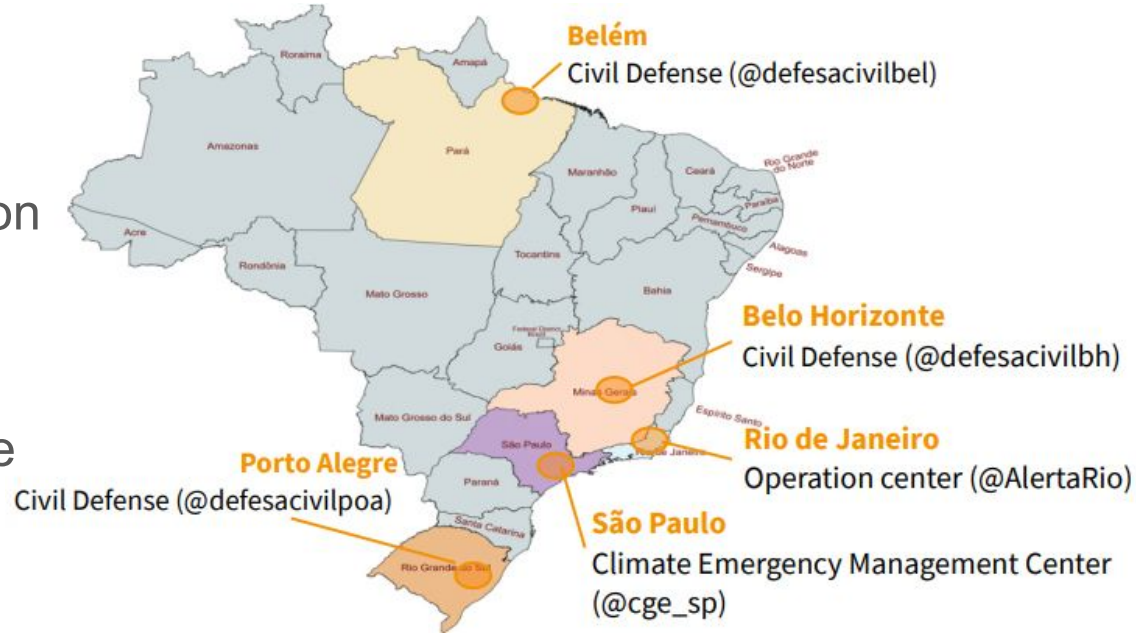 Belém
Civil Defense (@defesacivilbel)
Roraima
Amapá
Amazonas
Pará
Maranhão
Ceará
Rio Grande
do Norte
on
Piauí
Paraíba
Pernambuco
Acre
Alagoas
Rondônia
Tocantins
Sergipe
Mato Grosso
Bahia
Belo Horizonte
Civil Defense (@defesacivilbh)
Goiás
Minas Gerais
Mato Grosso do Sul
Espírito Santo
São Paulo
e
Rio de Janeiro
Operation center (@AlertaRio)
Porto Alegre
Civil Defense (@defesacivilpoa)
Paraná
Santa Catarina
São Paulo
Climate Emergency Management Center
(@cge_sp)
Rio Grande do Sul